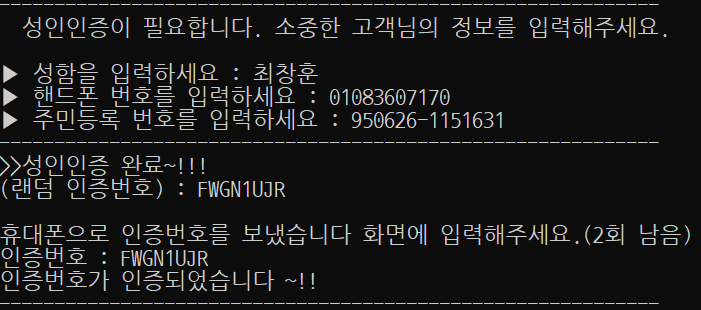 ------------------------------------------------------------
성인인증이 필요합니다. 소중한 고객님의 정보를 입력해주세요.
▶ 성함을 입력하세요 : 최창훈
▶ 핸드폰 번호를 입력하세요 : 01083607170
▶ 주민등록 번호를 입력하세요 : 950626-1151631
------------------------------------------------------------
>>성인인증 완료~!!!
(랜덤 인증번호) : FWGN1UJR
휴대폰으로 인증번호를 보냈습니다 화면에 입력해주세요.(2회 남음)
인증번호 : FWGN1UJR
인증번호가 인증되었습니다 ~!!
------------------------------------------------------------